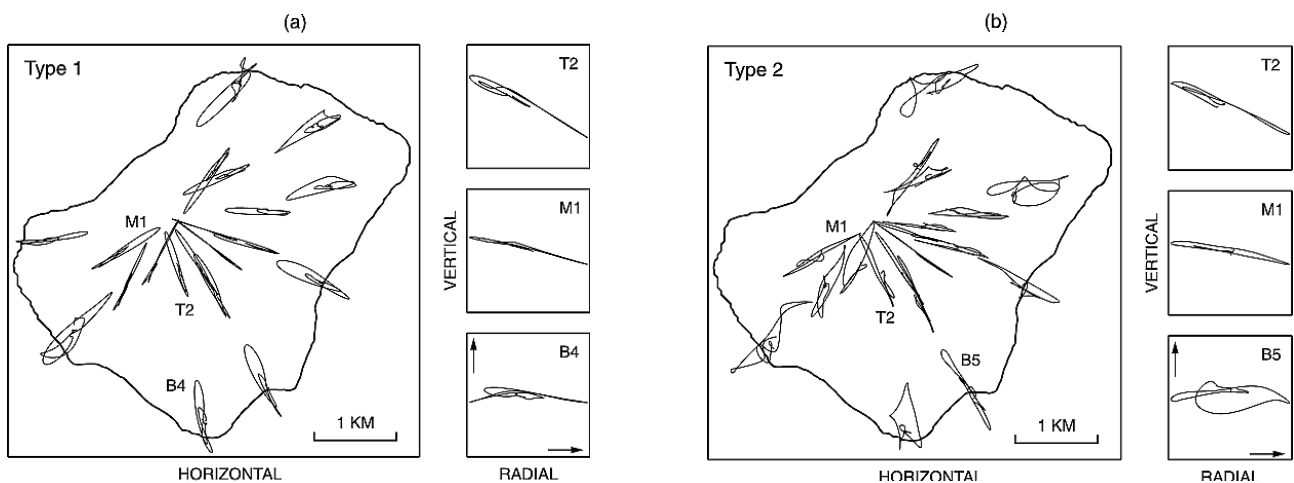 (a)
Type 1
M1
T2
B4
1 KM
HORIZONTAL
VERTICAL
T2
M1
B4
RADIAL
(b)
Type 2
M1
T2
B5
1 KM
HORIZONTAL
VERTICAL
T2
M1
B5
RADIAL